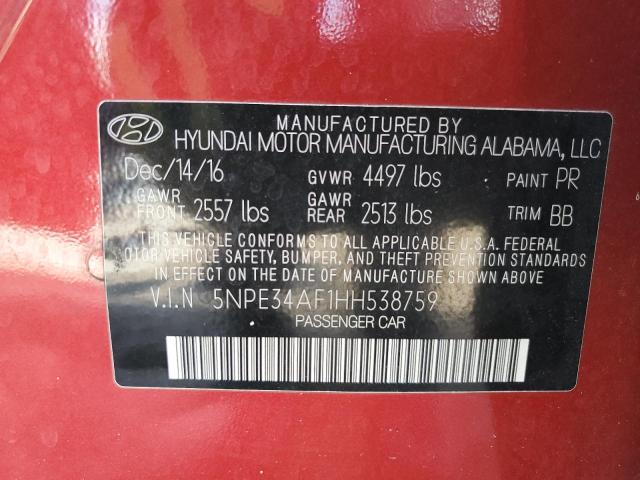 MANUFACTURED BY
HYUNDAI MOTOR MANUFACTURING ALABAMA, LLC
Dec/14/16 GVWR 4497 lbs PAINT PR
GAWR FRONT 2557 lbs GAWR REAR 2513 lbs TRIM BB
THIS VEHICLE CONFORMS TO ALL APPLICABLE U.S.A. FEDERAL
OTOR VEHICLE SAFETY, BUMPER, AND THEFT PREVENTION STANDARDS
IN EFFECT ON THE DATE OF MANUFACTURE SHOWN ABOVE.
V.I.N 5NPE34AF1HH538759
PASSENGER CAR